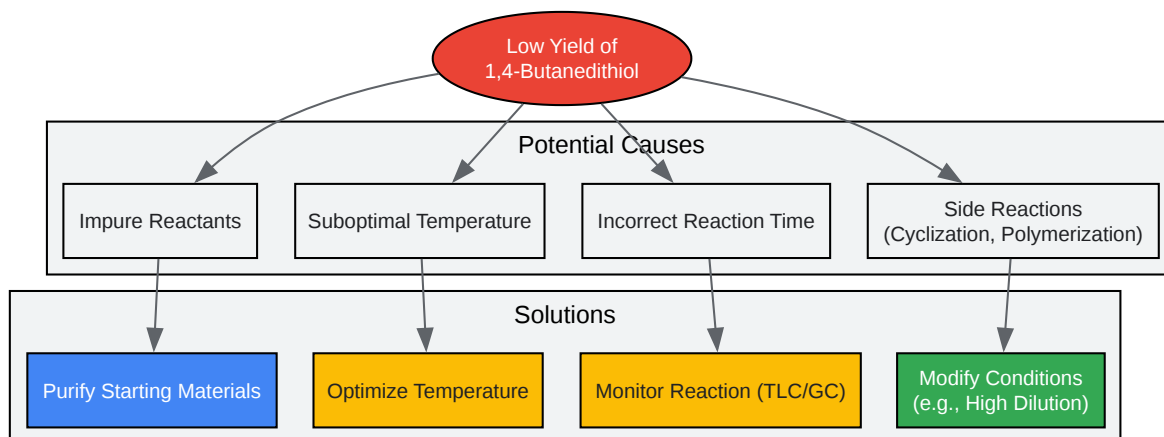 Low Yield of
1,4-Butanedithiol
Potential Causes
Impure Reactants
Suboptimal Temperature
Incorrect Reaction Time
Side Reactions
(Cyclization, Polymerization)
Solutions
Purify Starting Materials
Optimize Temperature
Monitor Reaction (TLC/GC)
Modify Conditions
(e.g., High Dilution)